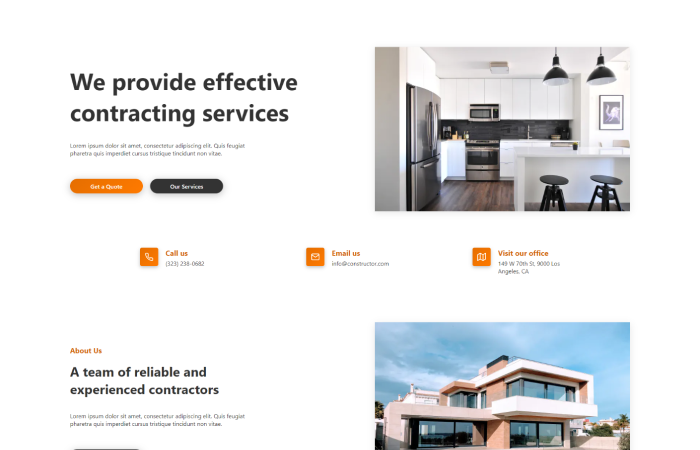 We provide effective
contracting services
Lorem ipsum dolor sit amet, consectetur adipiscing elit. Quis feugiat
pharetra quis imperdiet cursus tristique tincidunt non vitae.
Get a Quote
Our Services
Call us
(323) 238-0682
Email us
info@constructor.com
Visit our office
149 W 70th St, 9000 Los
Angeles, CA
About Us
A team of reliable and
experienced contractors
Lorem ipsum dolor sit amet, consectetur adipiscing elit. Quis feugiat
pharetra quis imperdiet cursus tristique tincidunt non vitae.